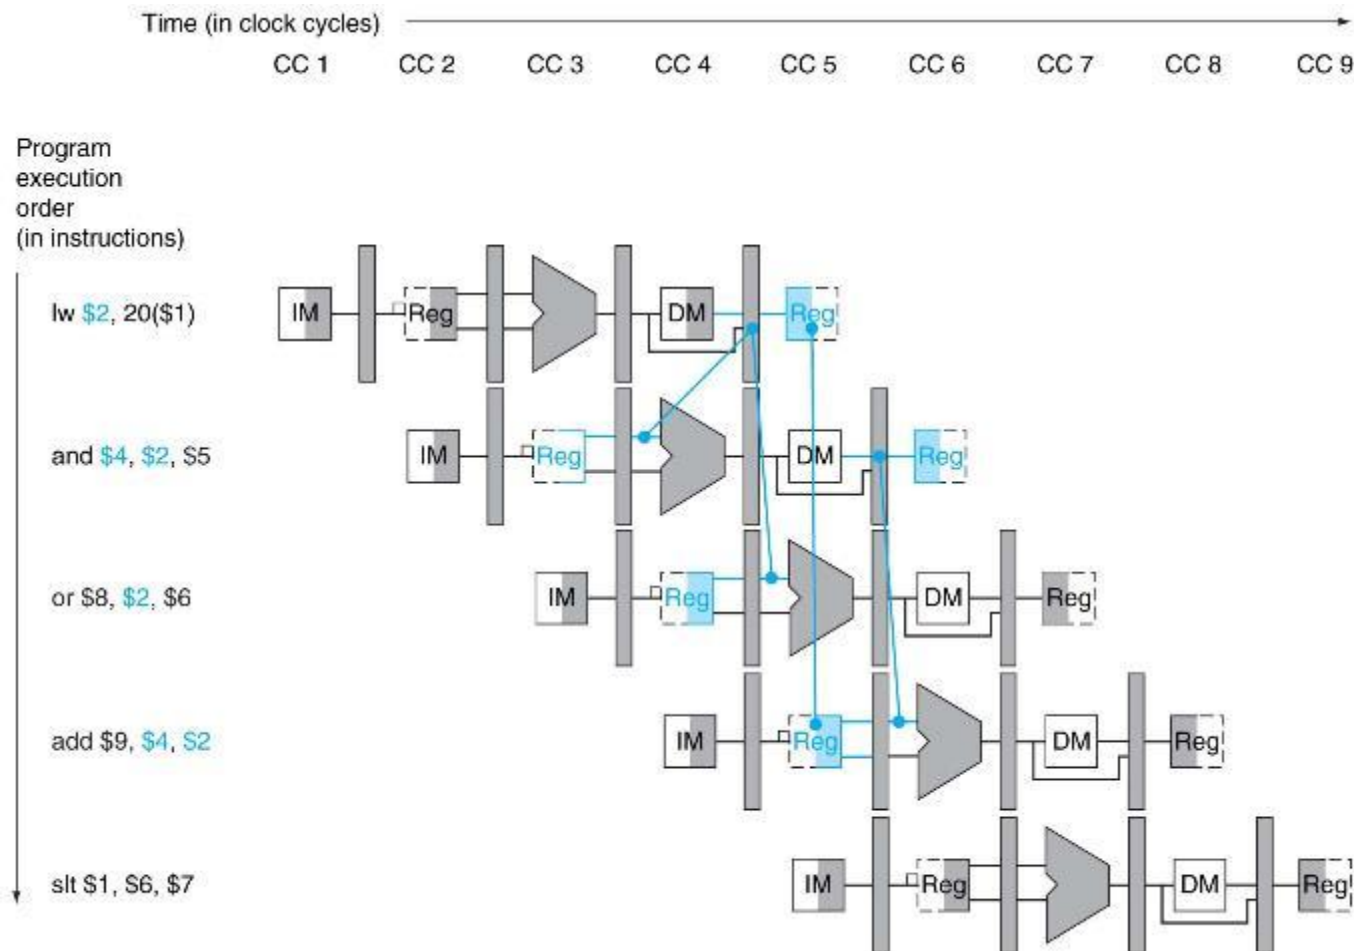 Time (in clock cycles)
CC 1 CC 2 CC 3 CC 4 CC 5 CC 6 CC 7 CC 8 CC 9
Program
execution
order
(in instructions)
lw $2, 20($1)
IM Reg DM Reg
and $4, $2, S5
IM Reg DM Reg
or $8, $2, $6
IM Reg DM Reg
add $9, $4, S2
IM Reg DM Reg
slt $1, S6, $7
IM Reg DM Reg